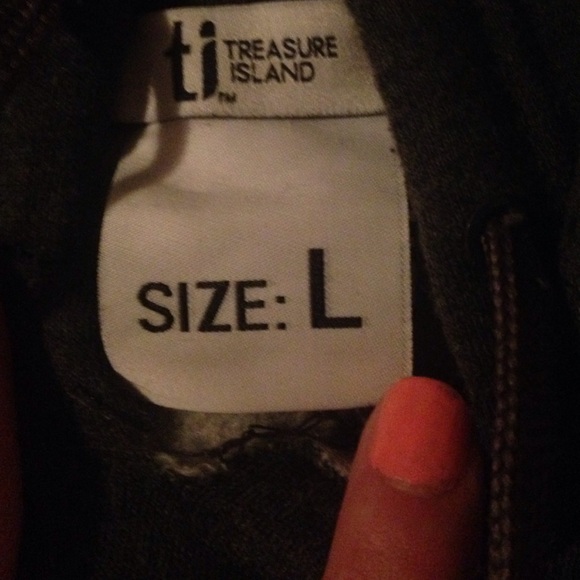 ti TREASURE
ISLAND
TM
SIZE: L